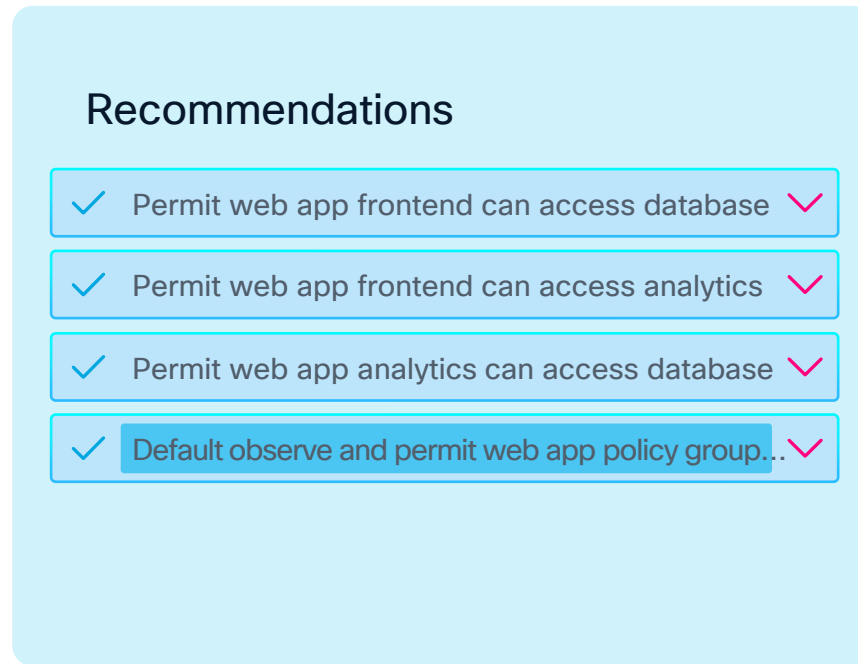 Recommendations
Permit web app frontend can access database
Permit web app frontend can access analytics
Permit web app analytics can access database
Default observe and permit web app policy group...